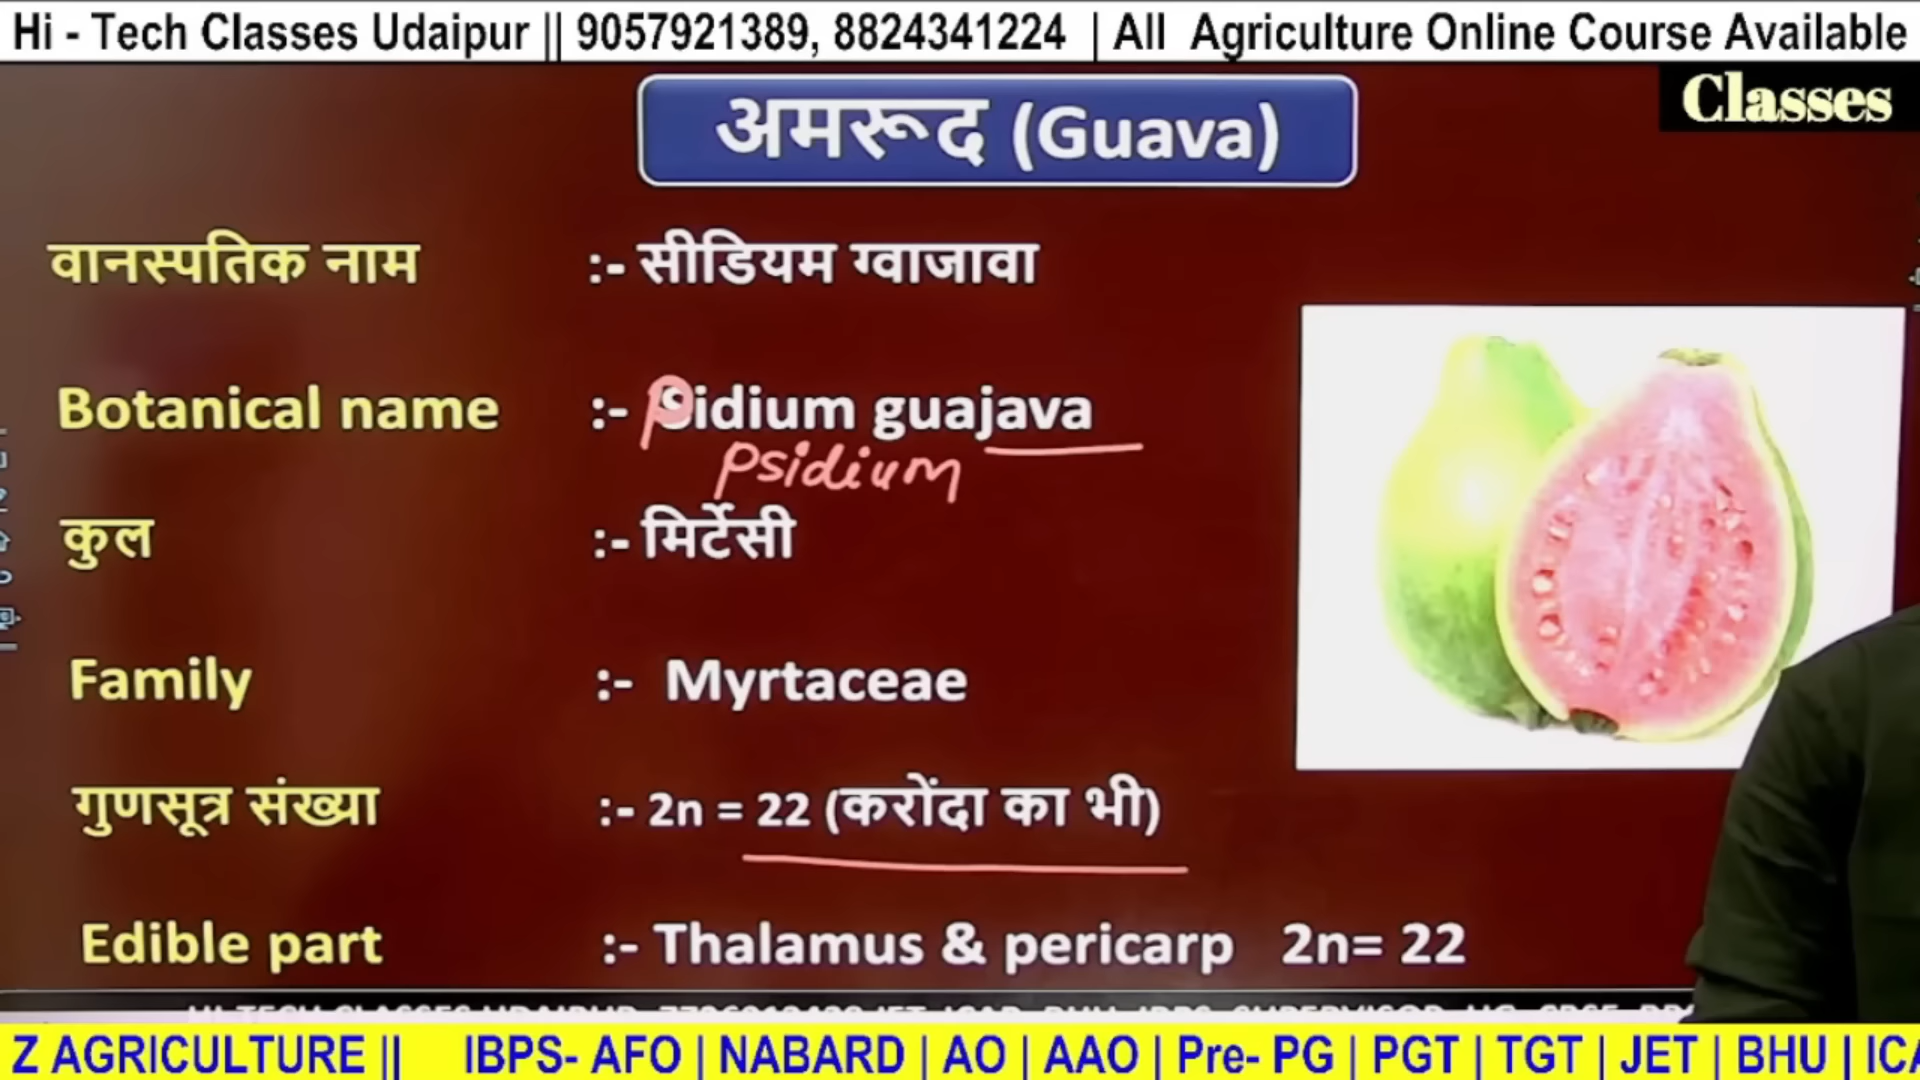 Hi - Tech Classes Udaipur || 9057921389, 8824341224 | All Agriculture Online Course Available
Classes
अमरूद (Guava)
वानस्पतिक नाम :- सीडियम ग्वाजावा
Botanical name :- Psidium guajava
psidium
कुल :- मिर्टेसी
Family :- Myrtaceae
गुणसूत्र संख्या :- 2n = 22 (करोंदा का भी)
Edible part :- Thalamus & pericarp 2n= 22
Z AGRICULTURE || IBPS- AFO | NABARD | AO | AAO | Pre- PG | PGT | TGT | JET | BHU |